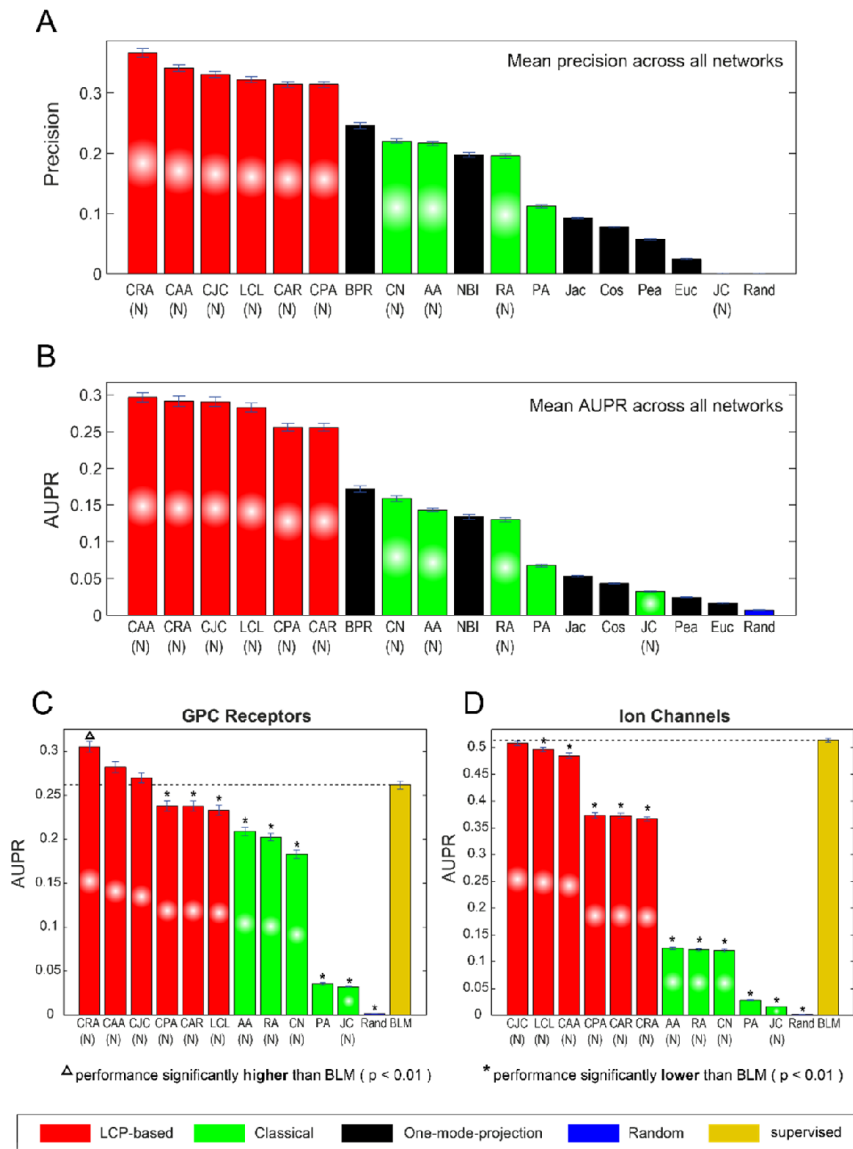 A
Mean precision across all networks
Precision
0.3
0.2
0.1
0
CRA CAA CJC LCL CAR CPA BPR CN AA NBI RA PA Jac Cos Pea Euc JC Rand
(N) (N) (N) (N) (N) (N) (N) (N) (N) (N)
B
Mean AUPR across all networks
AUPR
0.3
0.25
0.2
0.15
0.1
0.05
0
CAA CRA CJC LCL CPA CAR BPR CN AA NBI RA PA Jac Cos JC Pea Euc Rand
(N) (N) (N) (N) (N) (N) (N) (N) (N) (N)
C
GPC Receptors
AUPR
0.3
0.25
0.2
0.15
0.1
0.05
0
Δ
* * * * * * * * *
CRA CAA CJC CPA CAR LCL AA RA CN PA JC Rand BLM
(N) (N) (N) (N) (N) (N) (N) (N) (N) (N)
Δ performance significantly higher than BLM ( p < 0.01 )
D
Ion Channels
AUPR
0.5
0.45
0.4
0.35
0.3
0.25
0.2
0.15
0.1
0.05
0
* * * * * * * * * * *
CJC LCL CAA CPA CAR CRA AA RA CN PA JC Rand BLM
(N) (N) (N) (N) (N) (N) (N) (N) (N) (N)
* performance significantly lower than BLM ( p < 0.01 )
LCP-based Classical One-mode-projection Random supervised